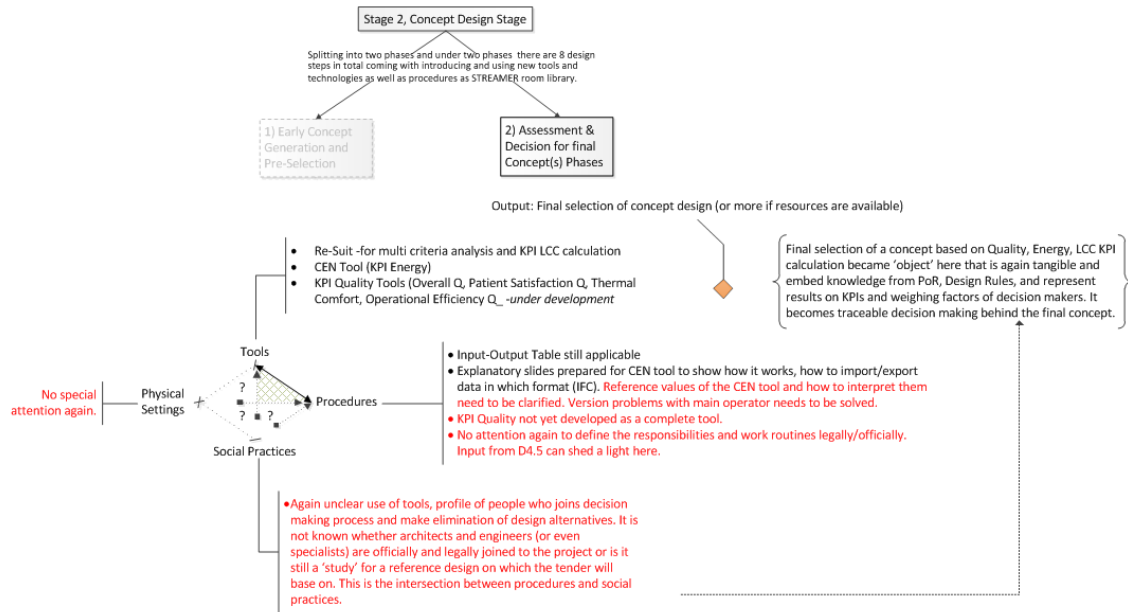 Stage 2, Concept Design Stage
Splitting into two phases and under two phases there are 8 design
steps in total coming with introducing and using new tools and
technologies as well as procedures as STREAMER room library.
1) Early Concept
Generation and
Pre-Selection
2) Assessment &
Decision for final
Concept(s) Phases
Output: Final selection of concept design (or more if resources are available)
• Re-Suit -for multi criteria analysis and KPI LCC calculation
• CEN Tool (KPI Energy)
• KPI Quality Tools (Overall Q, Patient Satisfaction Q, Thermal
Comfort, Operational Efficiency Q_ -under development
Final selection of a concept based on Quality, Energy, LCC KPI
calculation became 'object' here that is again tangible and
embed knowledge from PoR, Design Rules, and represent
results on KPIs and weighing factors of decision makers. It
becomes traceable decision making behind the final concept.
Tools
No special
attention again.
Physical
Settings
?
?
?
Procedures
Social Practices
• Input-Output Table still applicable
• Explanatory slides prepared for CEN tool to show how it works, how to import/export
data in which format (IFC). Reference values of the CEN tool and how to interpret them
need to be clarified. Version problems with main operator needs to be solved.
• KPI Quality not yet developed as a complete tool.
• No attention again to define the responsibilities and work routines legally/officially.
Input from D4.5 can shed a light here.
• Again unclear use of tools, profile of people who joins decision
making process and make elimination of design alternatives. It is
not known whether architects and engineers (or even
specialists) are officially and legally joined to the project or is it
still a 'study' for a reference design on which the tender will
base on. This is the intersection between procedures and social
practices.